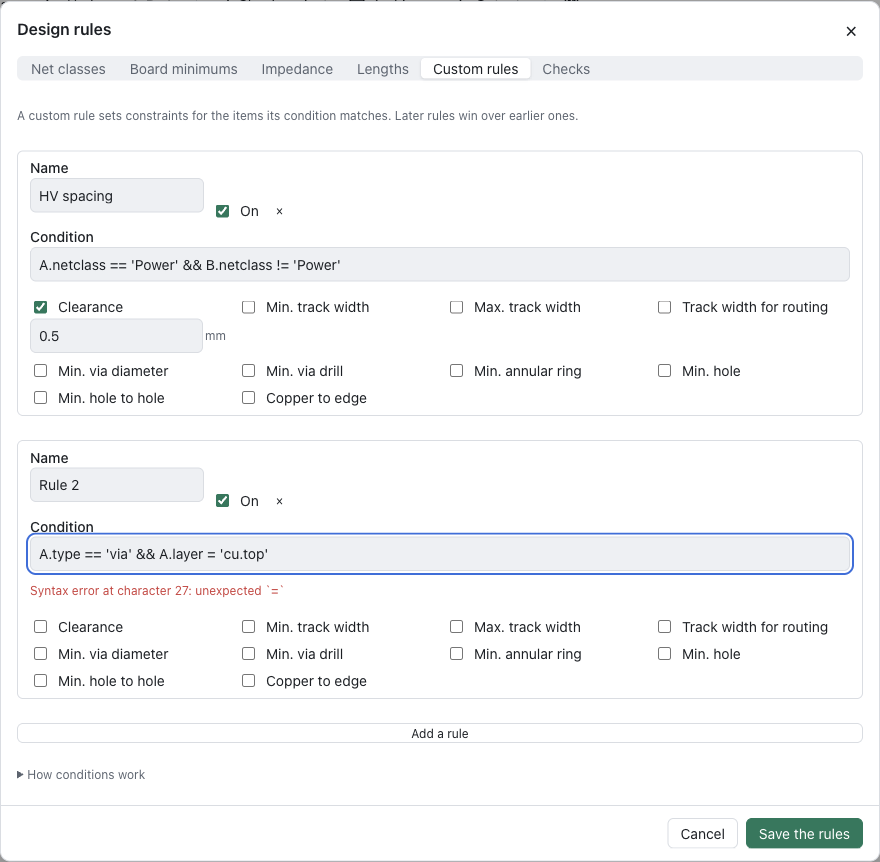 Design rules
×
Net classes Board minimums Impedance Lengths Custom rules Checks
A custom rule sets constraints for the items its condition matches. Later rules win over earlier ones.
Name
HV spacing
On ×
Condition
A.netclass == 'Power' && B.netclass != 'Power'
Clearance Min. track width Max. track width Track width for routing
0.5 mm
Min. via diameter Min. via drill Min. annular ring Min. hole
Min. hole to hole Copper to edge
Name
Rule 2
On ×
Condition
A.type == 'via' && A.layer = 'cu.top'
Syntax error at character 27: unexpected `=`
Clearance Min. track width Max. track width Track width for routing
Min. via diameter Min. via drill Min. annular ring Min. hole
Min. hole to hole Copper to edge
Add a rule
How conditions work
Cancel Save the rules